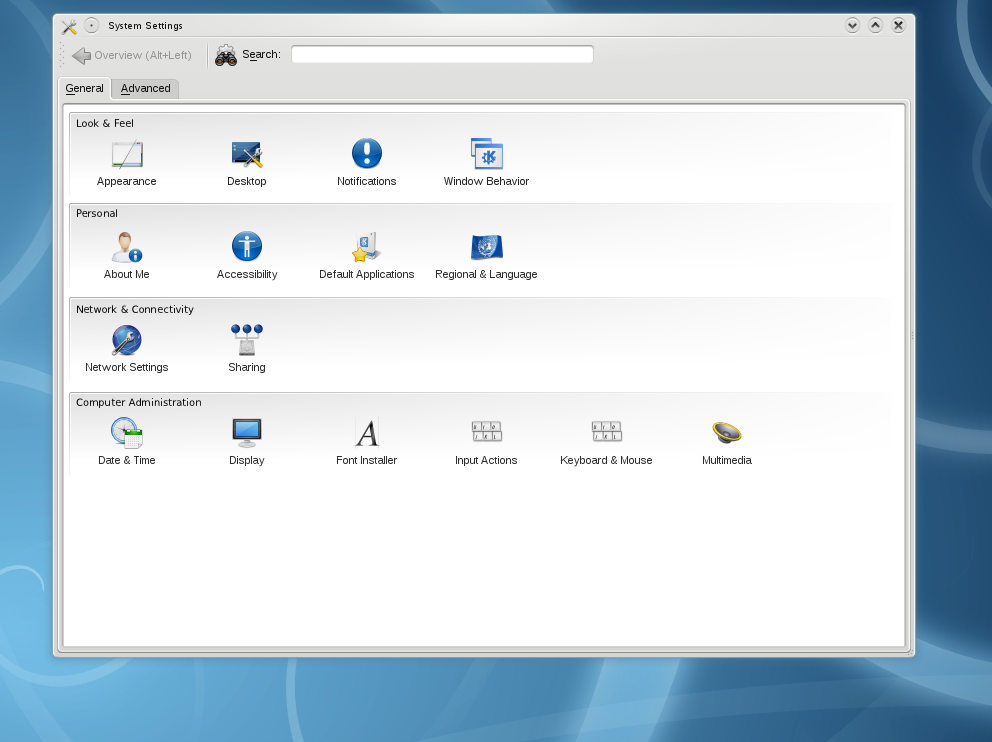 System Settings
Overview (Alt+Left) Search:
General Advanced
Look & Feel
Appearance Desktop Notifications Window Behavior
Personal
About Me Accessibility Default Applications Regional & Language
Network & Connectivity
Network Settings Sharing
Computer Administration
Date & Time Display Font Installer Input Actions Keyboard & Mouse Multimedia